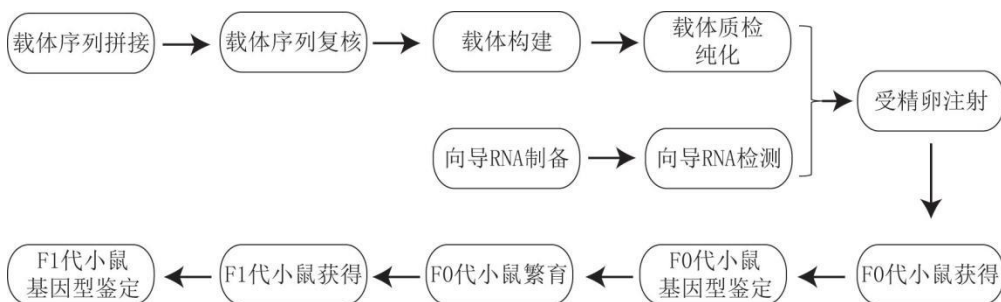 载体序列拼接
载体序列复核
载体构建
载体质检
纯化
向导RNA制备
向导RNA检测
受精卵注射
F0代小鼠获得
F0代小鼠
基因型鉴定
F0代小鼠繁育
F1代小鼠获得
F1代小鼠
基因型鉴定